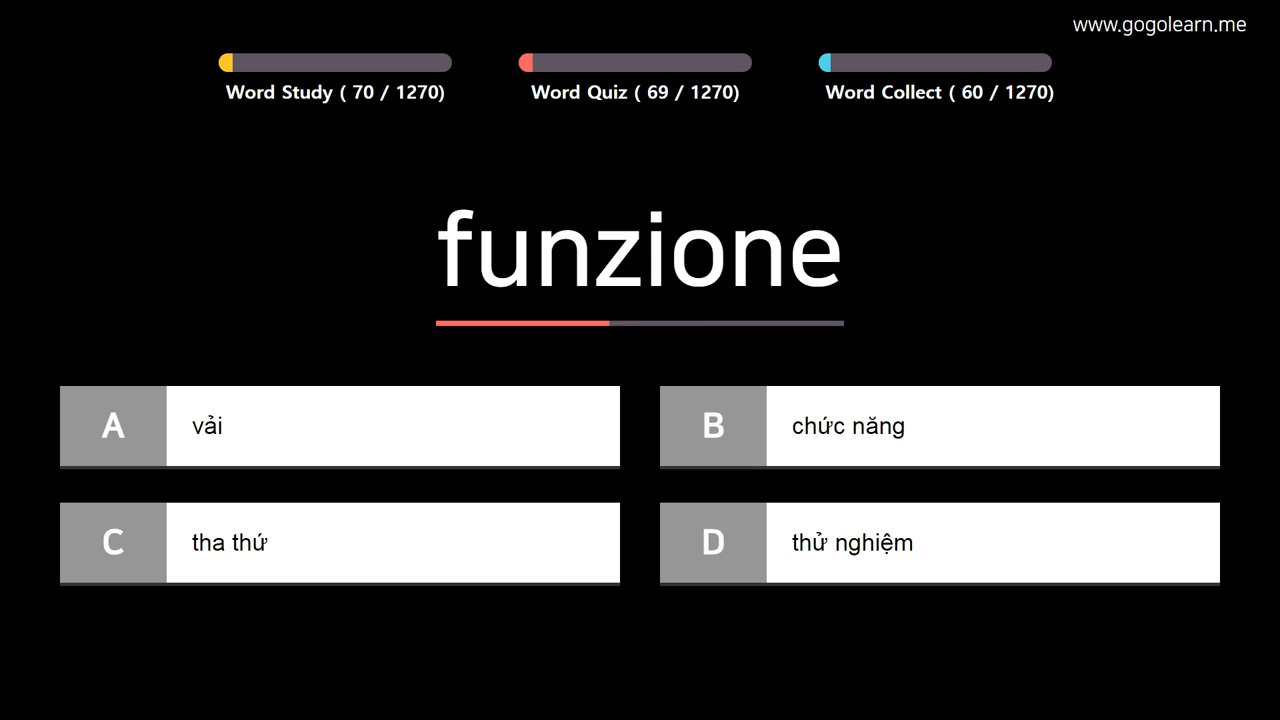 www.gogolearn.me
Word Study ( 70 / 1270)
Word Quiz ( 69 / 1270)
Word Collect ( 60 / 1270)
funzione
A vải
B chức năng
C tha thứ
D thử nghiệm